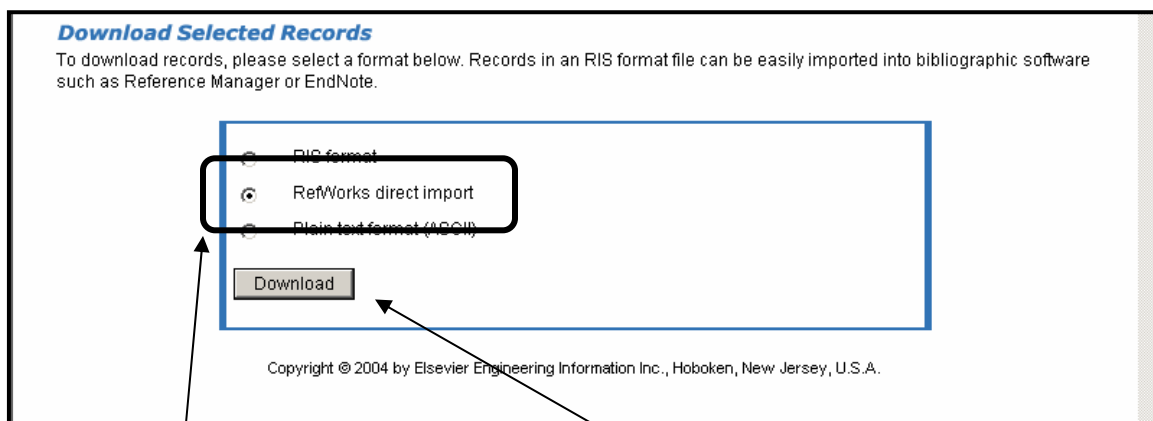 Download Selected Records
To download records, please select a format below. Records in an RIS format file can be easily imported into bibliographic software
such as Reference Manager or EndNote.
RIS format
RefWorks direct import
Plain text format (ASCII)
Download
Copyright © 2004 by Elsevier Engineering Information Inc., Hoboken, New Jersey, U.S.A.